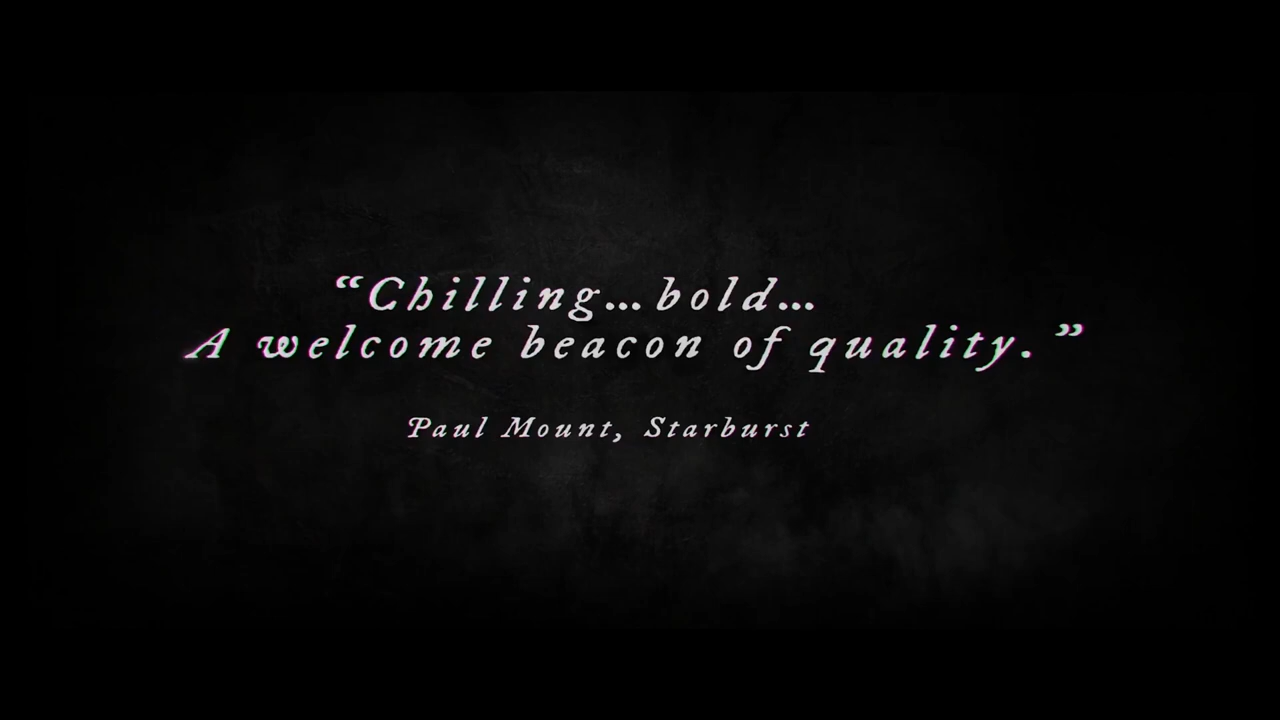 “Chilling... bold...
A welcome beacon of quality.”
Paul Mount, Starburst